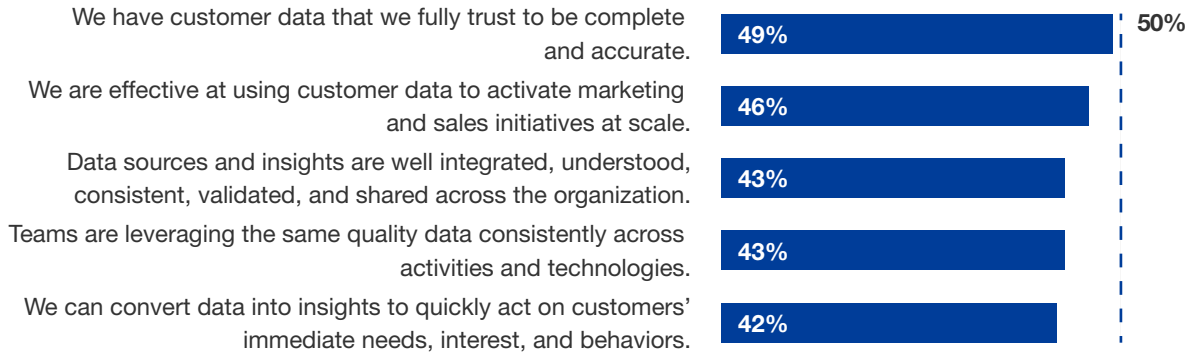 We have customer data that we fully trust to be complete
and accurate.
49%
50%
We are effective at using customer data to activate marketing
and sales initiatives at scale.
46%
Data sources and insights are well integrated, understood,
consistent, validated, and shared across the organization.
43%
Teams are leveraging the same quality data consistently across
activities and technologies.
43%
We can convert data into insights to quickly act on customers’
immediate needs, interest, and behaviors.
42%